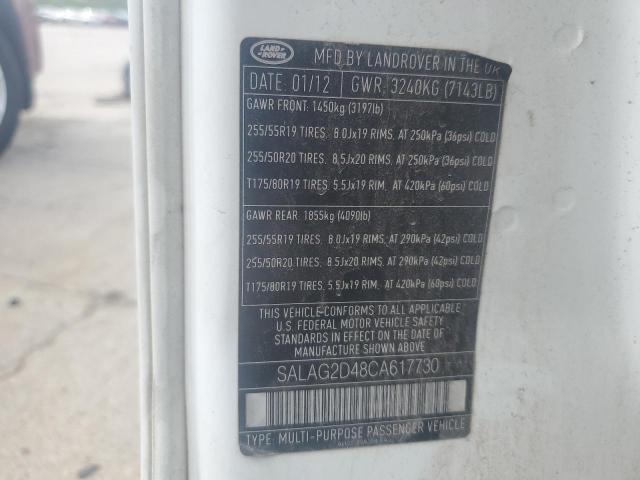 LAND ROVER
MFD BY LANDROVER IN THE UK
DATE: 01/12 GWR: 3240KG (7143LB)
GAWR FRONT: 1450kg (3197lb)
255/55R19 TIRES. 8.0Jx19 RIMS, AT 250kPa (36psi) COLD
255/50R20 TIRES. 8.5Jx20 RIMS, AT 250kPa (36psi) COLD
T175/80R19 TIRES. 5.5Jx19 RIM, AT 420kPa (60psi) COLD
GAWR REAR: 1855kg (4090lb)
255/55R19 TIRES. 8.0Jx19 RIMS, AT 290kPa (42psi) COLD
255/50R20 TIRES. 8.5Jx20 RIMS, AT 290kPa (42psi) COLD
T175/80R19 TIRES. 5.5Jx19 RIM, AT 420kPa (60psi) COLD
THIS VEHICLE CONFORMS TO ALL APPLICABLE
U.S. FEDERAL MOTOR VEHICLE SAFETY
STANDARDS IN EFFECT ON THE DATE OF
MANUFACTURE SHOWN ABOVE.
SALAG2D48CA617730
TYPE: MULTI-PURPOSE PASSENGER VEHICLE